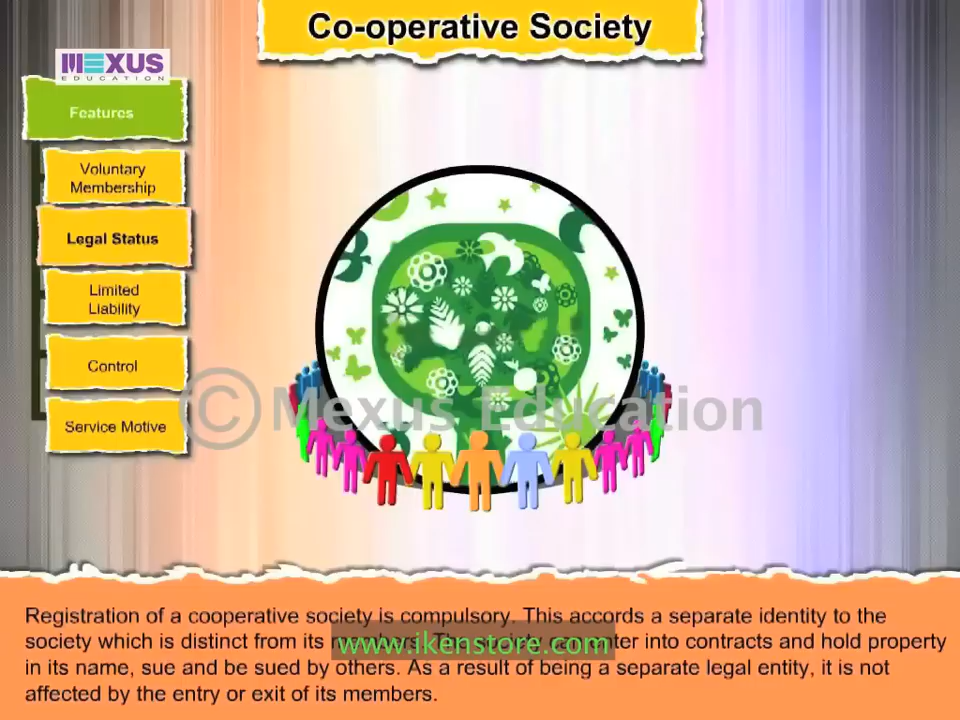 Co-operative Society
MEXUS
EDUCATION
Features
Voluntary
Membership
Legal Status
Limited
Liability
Control
Service Motive
© Mexus Education
Registration of a cooperative society is compulsory. This accords a separate identity to the
society which is distinct from its into contracts and hold property
www.ikenstore.com
in its name, sue and be sued by others. As a result of being a separate legal entity, it is not
affected by the entry or exit of its members.